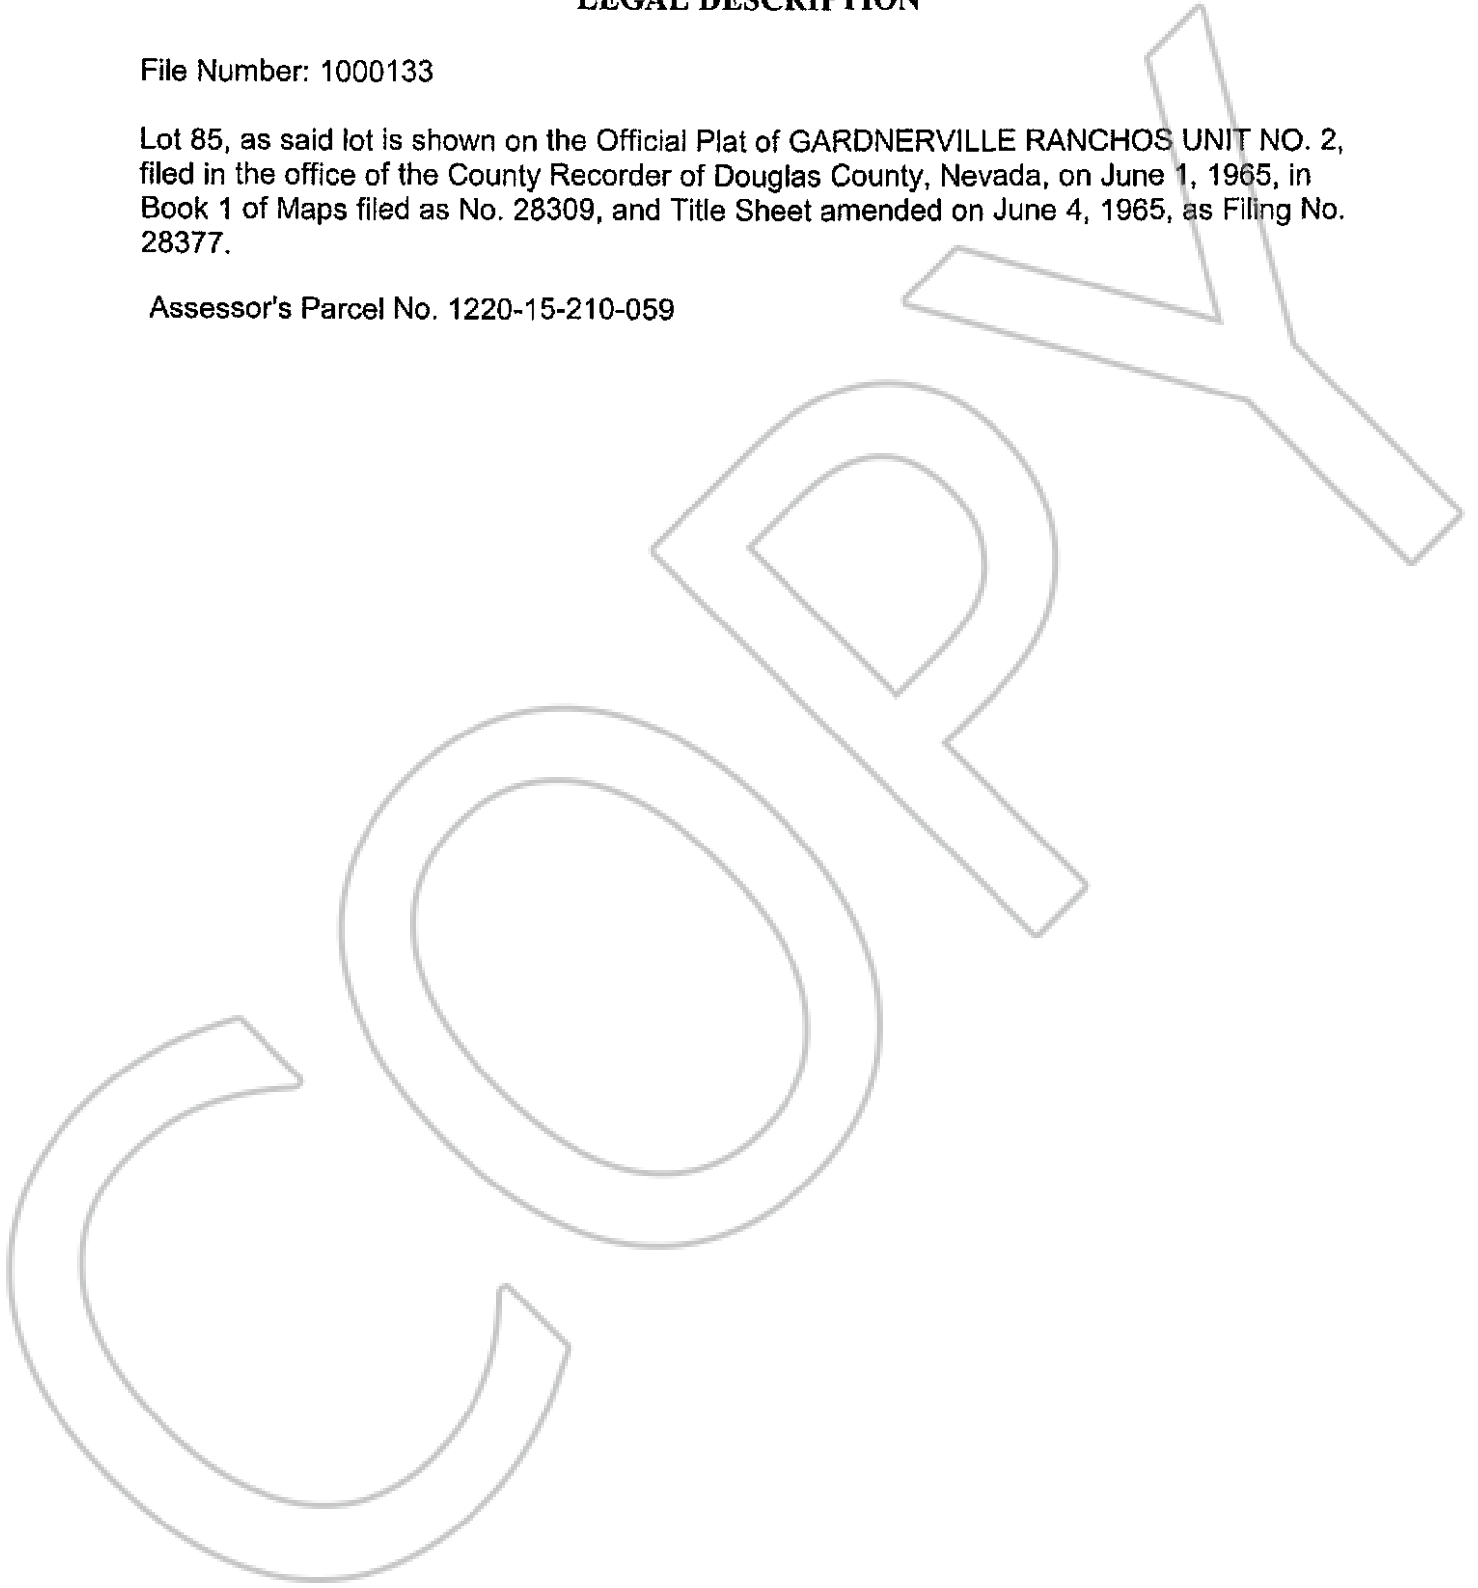 LEGAL DESCRIPTION
File Number: 1000133
Lot 85, as said lot is shown on the Official Plat of GARDNERVILLE RANCHOS UNIT NO. 2,
filed in the office of the County Recorder of Douglas County, Nevada, on June 1, 1965, in
Book 1 of Maps filed as No. 28309, and Title Sheet amended on June 4, 1965, as Filing No.
28377.
Assessor's Parcel No. 1220-15-210-059
COPY